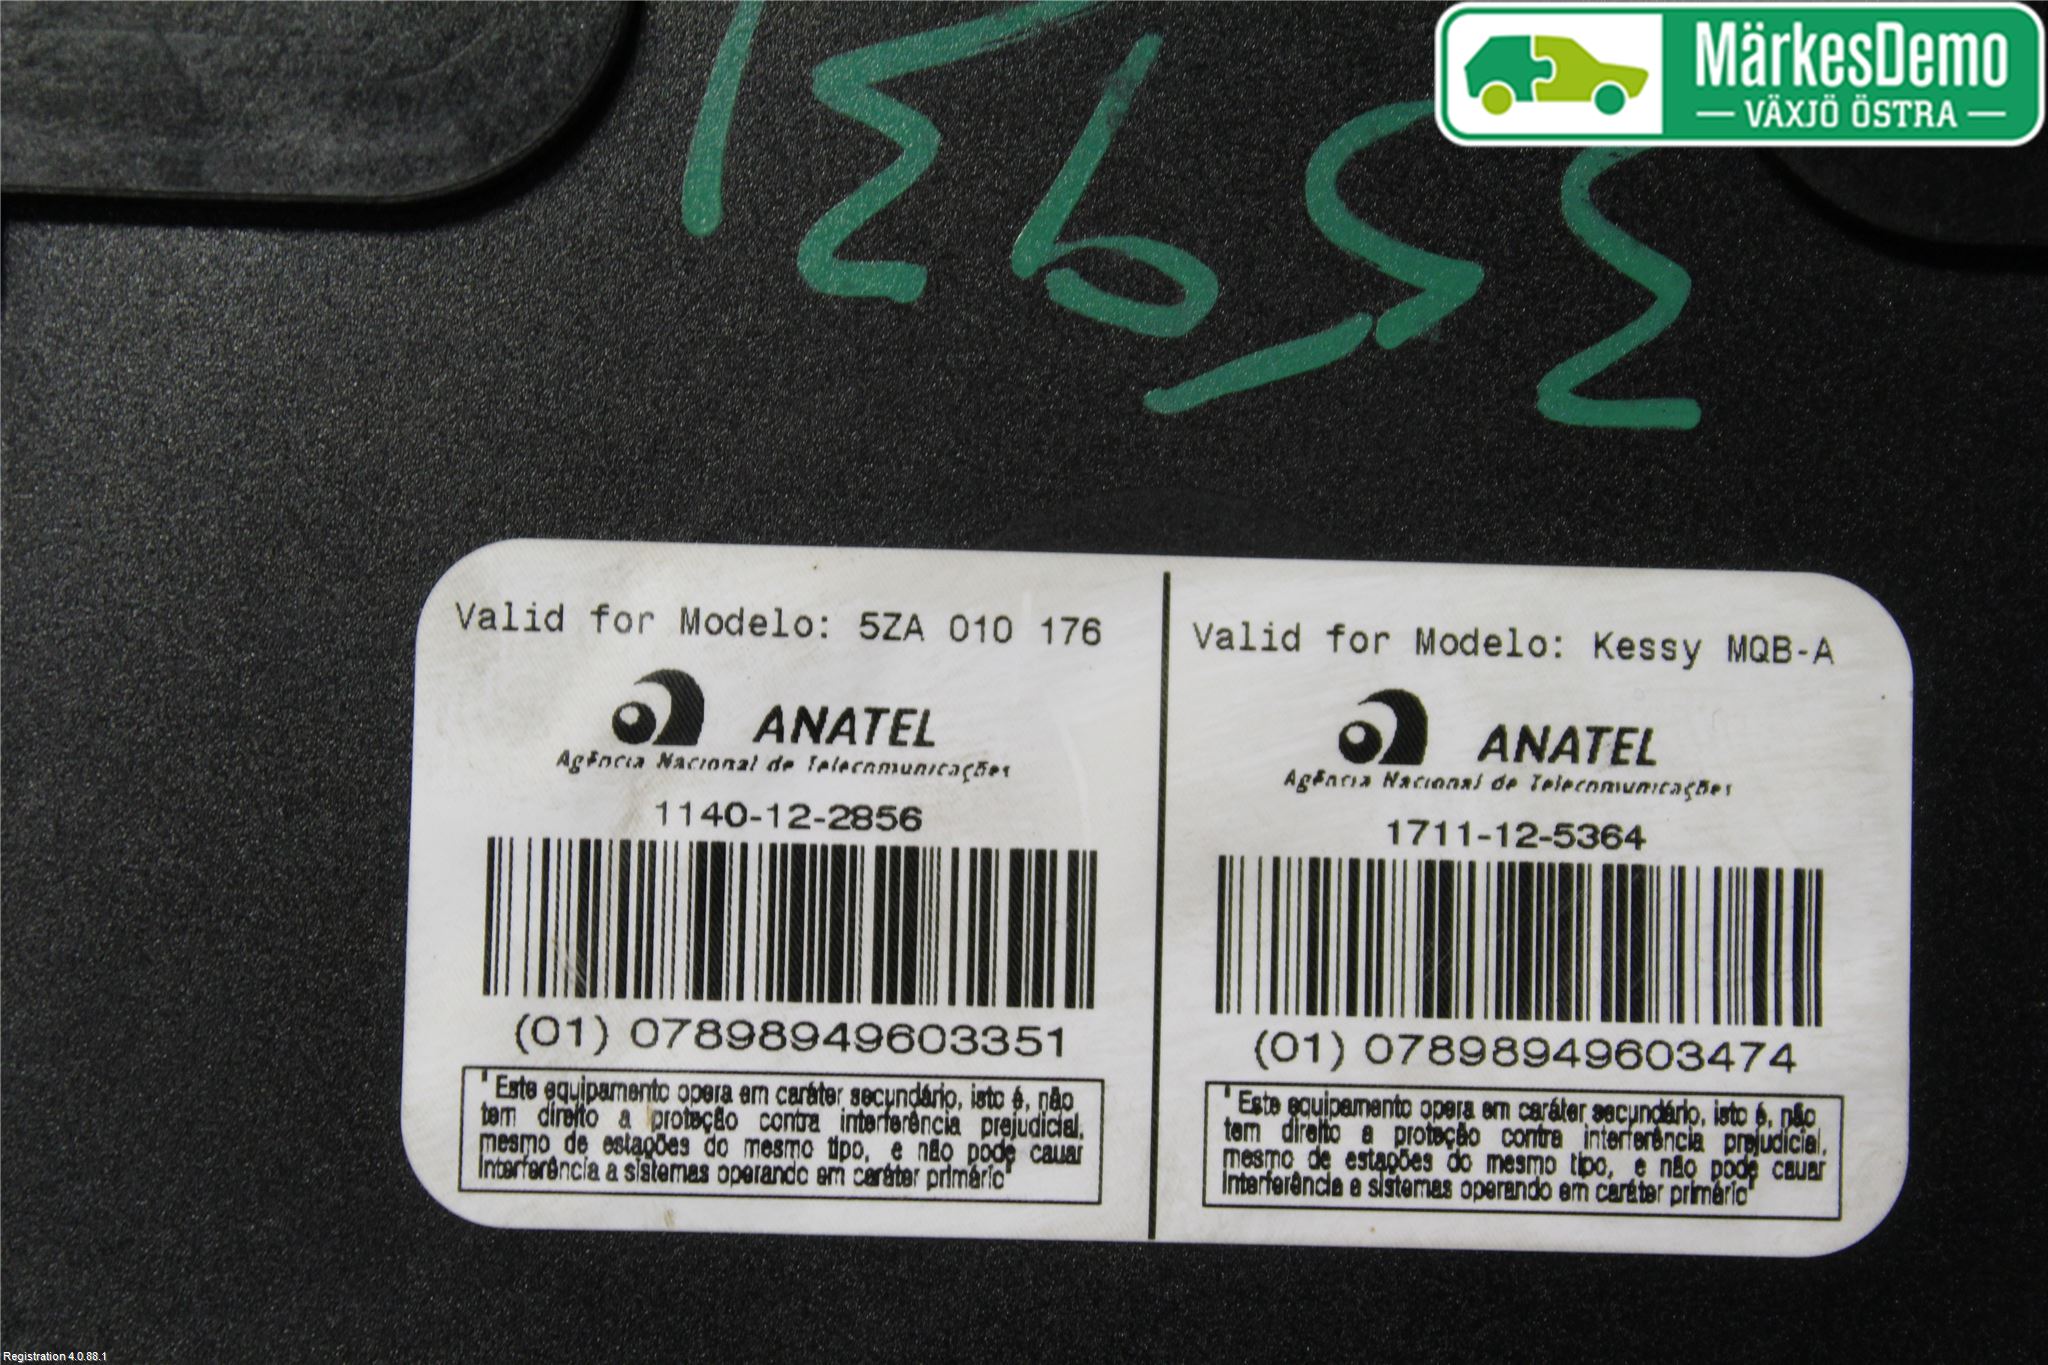 MärkesDemo
VÄXJÖ ÖSTRA
Valid for Modelo: 5ZA 010 176
ANATEL
Agência Nacional de Telecomunicações
1140-12-2856
(01) 07898949603351
"Este equipamento opera em caráter secundário, isto é, não
tem direito a proteção contra interferência prejudicial,
mesmo de estações do mesmo tipo, e não pode cauar
interferência a sistemas operando em caráter primário"
Valid for Modelo: Kessy MQB-A
ANATEL
Agência Nacional de Telecomunicações
1711-12-5364
(01) 07898949603474
"Este equipamento opera em caráter secundário, isto é, não
tem direito a proteção contra interferência prejudicial,
mesmo de estações do mesmo tipo, e não pode cauar
interferência a sistemas operando em caráter primário"
Registration 4.0.88.1